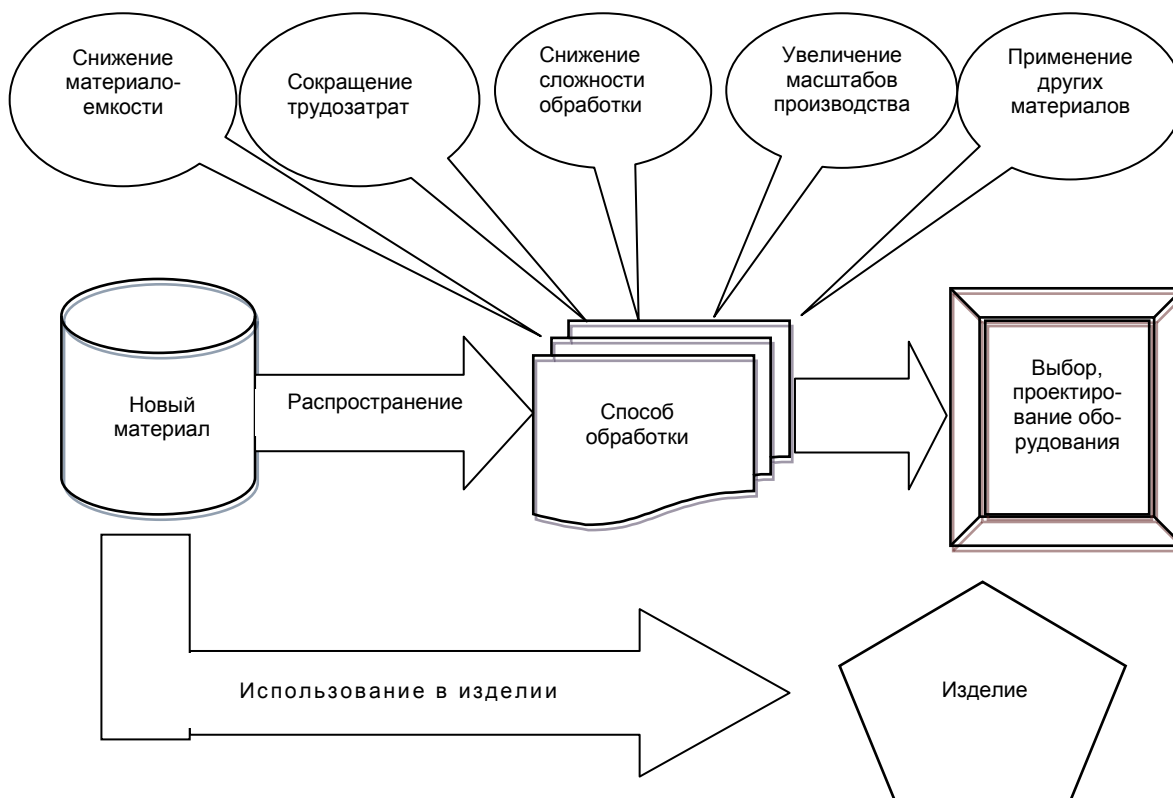 Снижение
материало-
емкости
Сокращение
трудозатрат
Снижение
сложности
обработки
Увеличение
масштабов
производства
Применение
других
материалов
Новый
материал
Распространение
Способ
обработки
Выбор,
проектиро-
вание обо-
рудования
Использование в изделии
Изделие